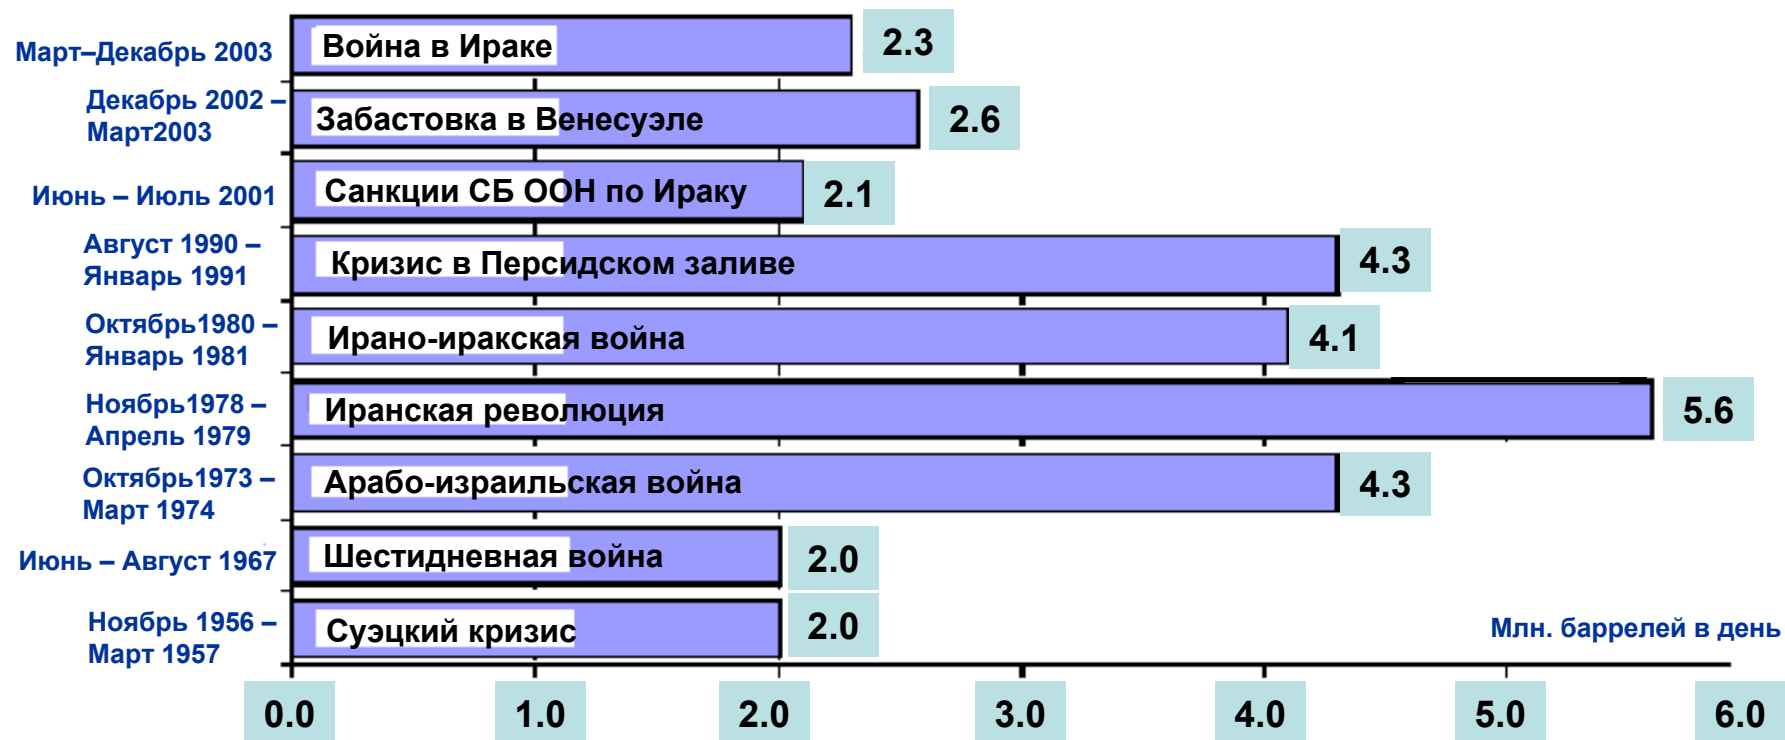 Март–Декабрь 2003
Война в Ираке
2.3
Декабрь 2002 –
Март2003
Забастовка в Венесуэле
2.6
Июнь – Июль 2001
Санкции СБ ООН по Ираку
2.1
Август 1990 –
Январь 1991
Кризис в Персидском заливе
4.3
Октябрь1980 –
Январь 1981
Ирано-иракская война
4.1
Ноябрь1978 –
Апрель 1979
Иранская революция
5.6
Октябрь1973 –
Март 1974
Арабо-израильская война
4.3
Июнь – Август 1967
Шестидневная война
2.0
Ноябрь 1956 –
Март 1957
Суэцкий кризис
2.0
Млн. баррелей в день
0.0 1.0 2.0 3.0 4.0 5.0 6.0